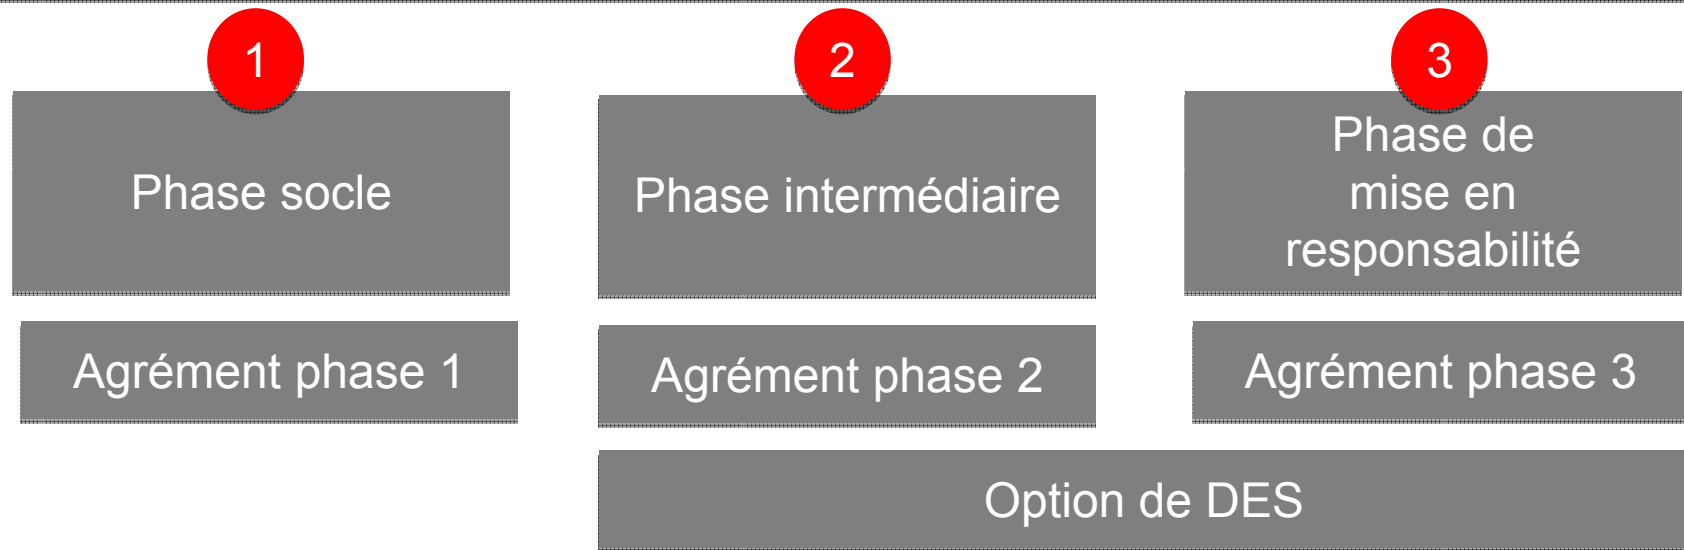 1
Phase socle
Agrément phase 1
2
Phase intermédiaire
Agrément phase 2
3
Phase de
mise en
responsabilité
Agrément phase 3
Option de DES